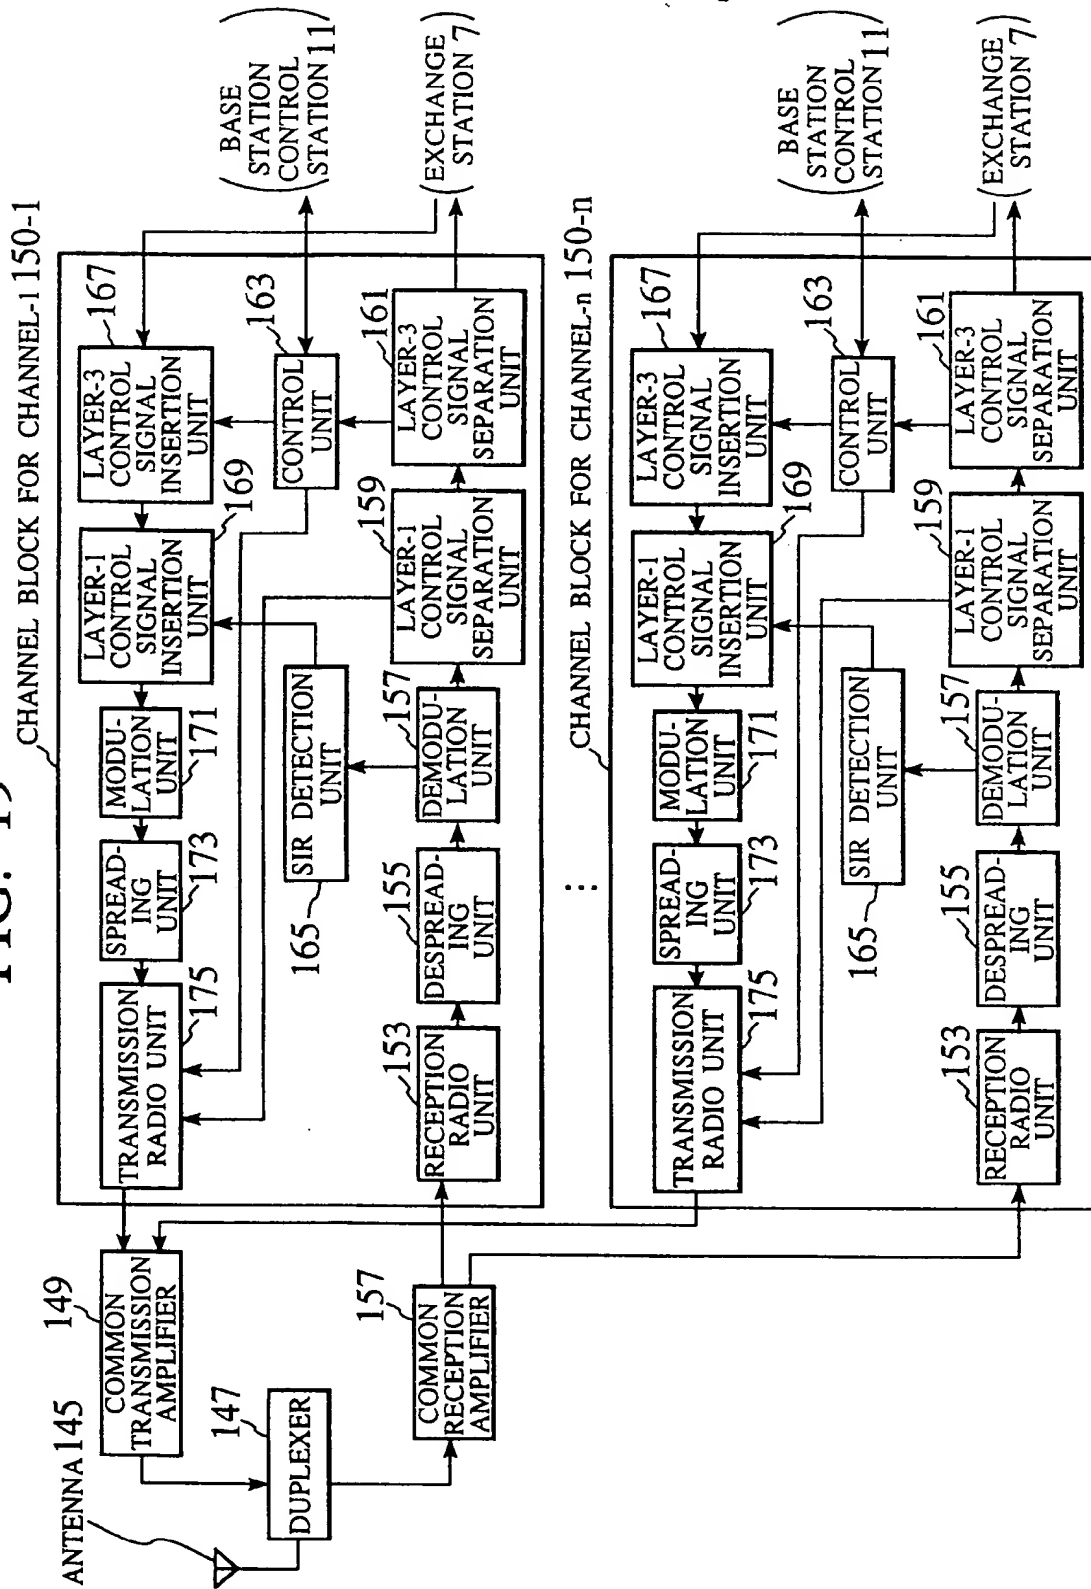 FIG. 19
ANTENNA 145
147
DUPLEXER
149
COMMON
TRANSMISSION
AMPLIFIER
157
COMMON
RECEPTION
AMPLIFIER
CHANNEL BLOCK FOR CHANNEL-1 150-1
TRANSMISSION
RADIO UNIT
175
SPREAD-
ING
UNIT
173
MODU-
LATION
UNIT
171
LAYER-1
CONTROL
SIGNAL
INSERTION
UNIT
169
LAYER-3
CONTROL
SIGNAL
INSERTION
UNIT
167
165
SIR DETECTION
UNIT
CONTROL
UNIT
163
153
RECEPTION
RADIO
UNIT
155
DESPREAD-
ING
UNIT
157
DEMODU-
LATION
UNIT
159
LAYER-1
CONTROL
SIGNAL
SEPARATION
UNIT
161
LAYER-3
CONTROL
SIGNAL
SEPARATION
UNIT
(BASE
STATION
CONTROL
STATION 11)
(EXCHANGE
STATION 7)
⋮
CHANNEL BLOCK FOR CHANNEL-n 150-n
TRANSMISSION
RADIO UNIT
175
SPREAD-
ING
UNIT
173
MODU-
LATION
UNIT
171
LAYER-1
CONTROL
SIGNAL
INSERTION
UNIT
169
LAYER-3
CONTROL
SIGNAL
INSERTION
UNIT
167
165
SIR DETECTION
UNIT
CONTROL
UNIT
163
153
RECEPTION
RADIO
UNIT
155
DESPREAD-
ING
UNIT
157
DEMODU-
LATION
UNIT
159
LAYER-1
CONTROL
SIGNAL
SEPARATION
UNIT
161
LAYER-3
CONTROL
SIGNAL
SEPARATION
UNIT
(BASE
STATION
CONTROL
STATION 11)
(EXCHANGE
STATION 7)